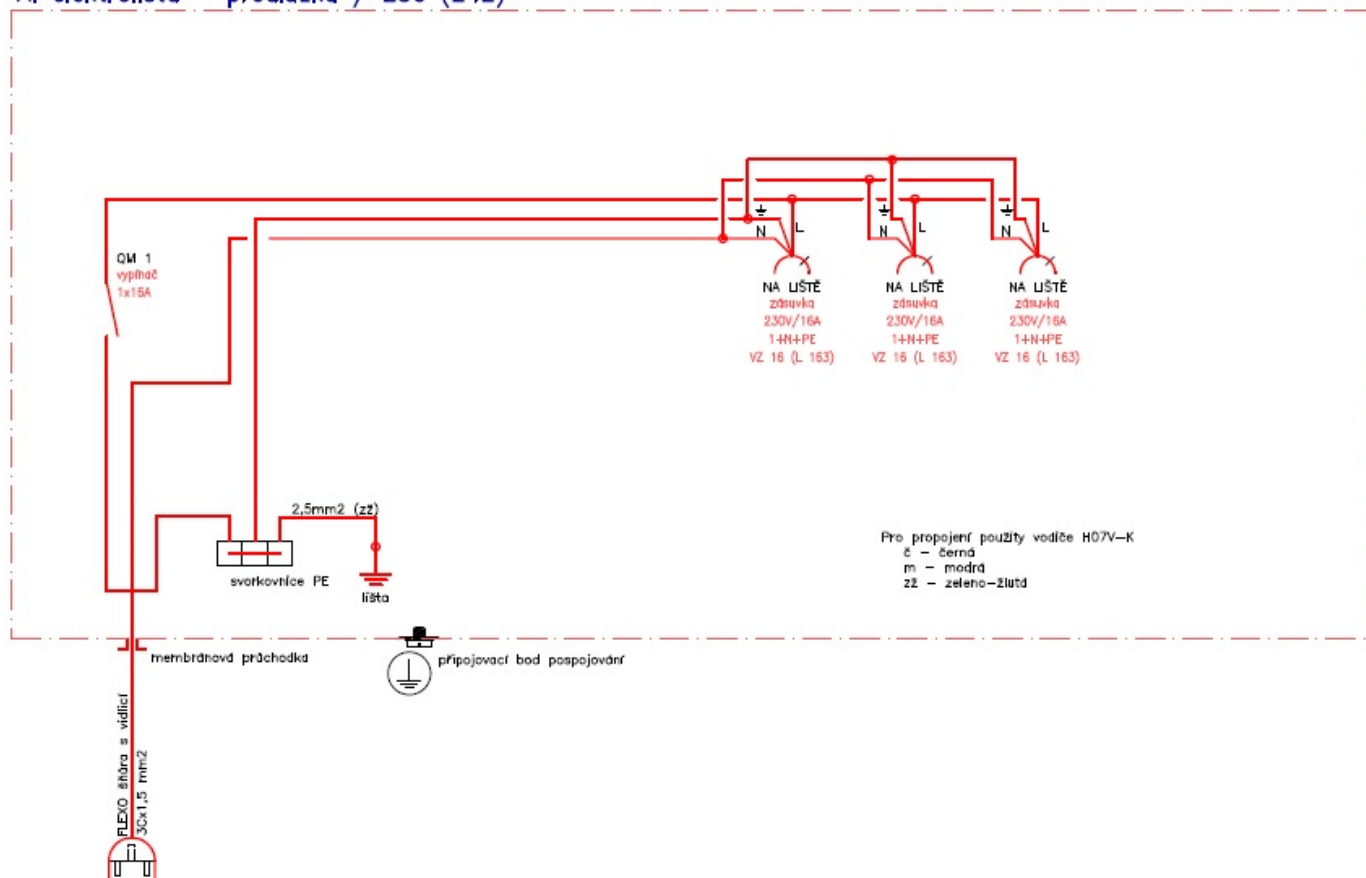 QM 1
vypínač
1x16A
N
L
N
L
N
L
NA LIŠTĚ
zásuvka
230V/16A
1+N+PE
VZ 16 (L 163)
NA LIŠTĚ
zásuvka
230V/16A
1+N+PE
VZ 16 (L 163)
NA LIŠTĚ
zásuvka
230V/16A
1+N+PE
VZ 16 (L 163)
2,5mm2 (zž)
svorkovnice PE
lišta
Pro propojení použity vodiče H07V-K
č - černá
m - modrá
zž - zeleno-žlutá
membránová průchodka
připojovací bod pospojování
FLEXO šňůra s vidlicí
3Cx1,5 mm2